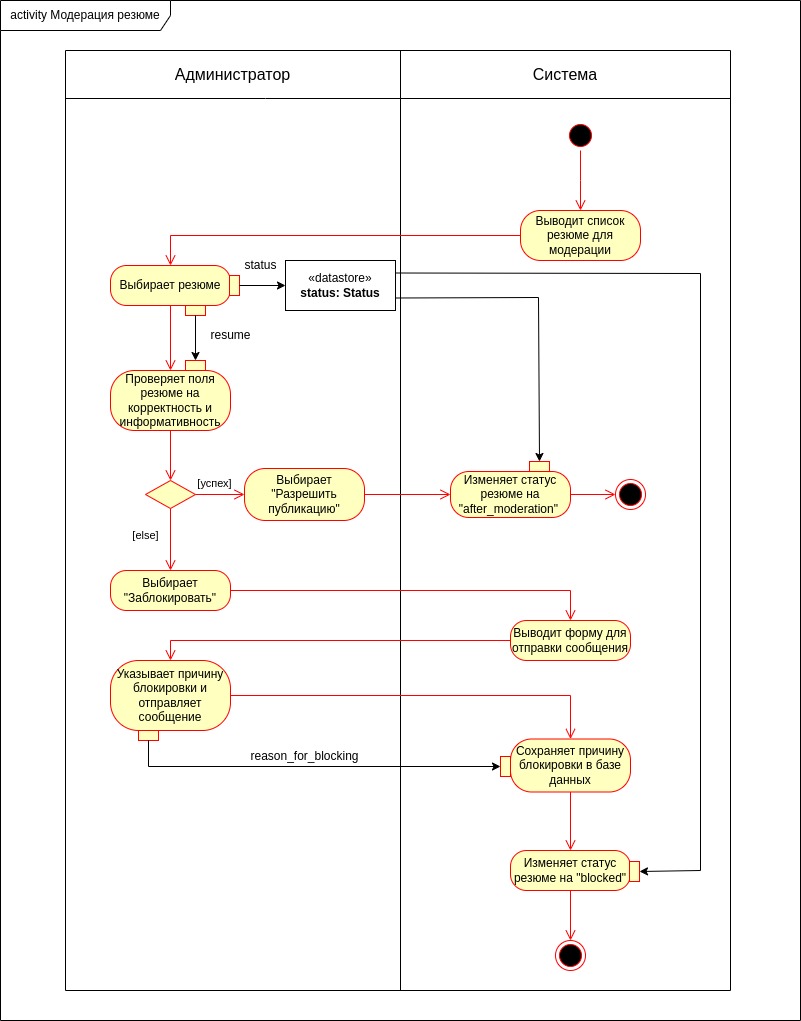 activity Модерация резюме
Администратор
Система
Выводит список
резюме для
модерации
Выбирает резюме
status
«datastore»
status: Status
resume
Проверяет поля
резюме на
корректность и
информативность
[успех]
Выбирает
"Разрешить
публикацию"
Изменяет статус
резюме на
"after_moderation"
[else]
Выбирает
"Заблокировать"
Выводит форму для
отправки сообщения
Указывает причину
блокировки и
отправляет
сообщение
reason_for_blocking
Сохраняет причину
блокировки в базе
данных
Изменяет статус
резюме на "blocked"